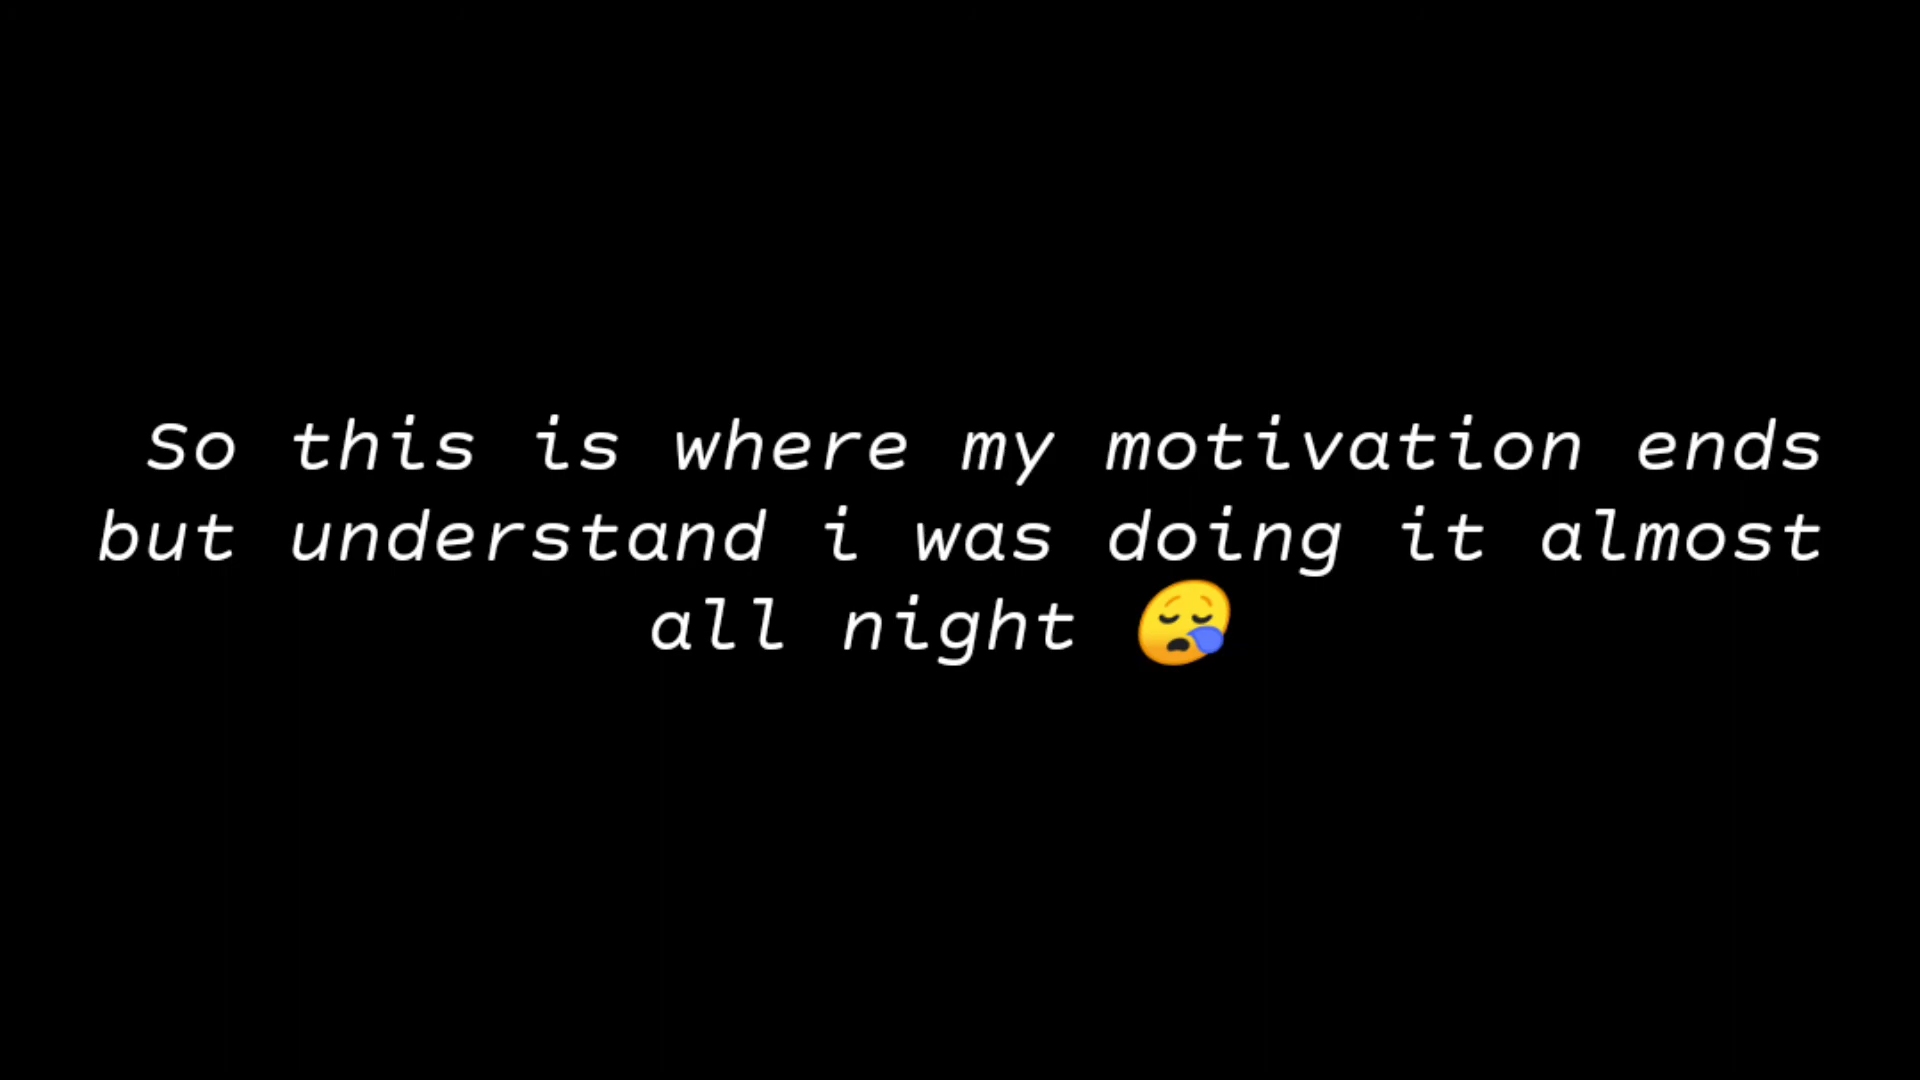 So this is where my motivation ends
but understand i was doing it almost
all night 😪